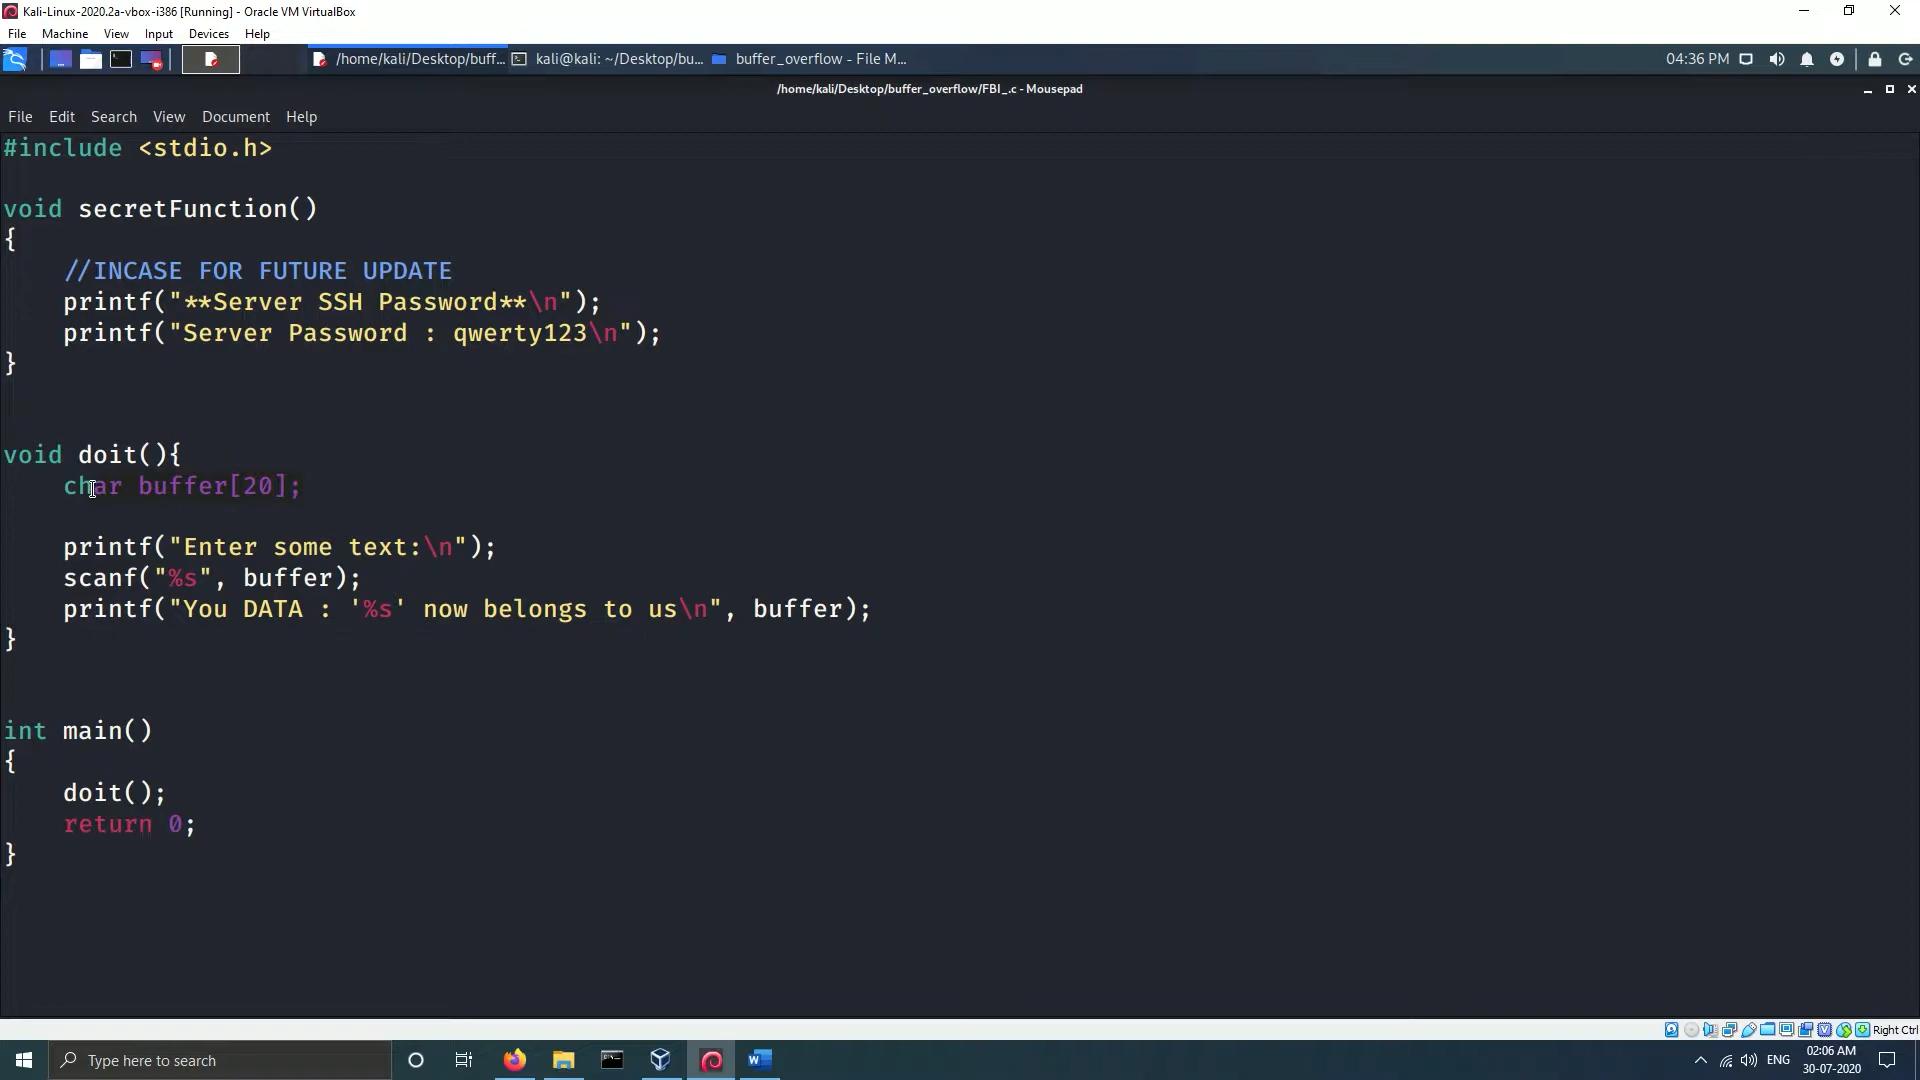 Kali-Linux-2020.2a-vbox-i386 [Running] - Oracle VM VirtualBox
File Machine View Input Devices Help
/home/kali/Desktop/buff... kali@kali: ~/Desktop/bu... buffer_overflow - File M... 04:36 PM
/home/kali/Desktop/buffer_overflow/FBI_.c - Mousepad
File Edit Search View Document Help
#include <stdio.h>
void secretFunction()
{
//INCASE FOR FUTURE UPDATE
printf("**Server SSH Password**\n");
printf("Server Password : qwerty123\n");
}
void doit(){
char buffer[20];
printf("Enter some text:\n");
scanf("%s", buffer);
printf("You DATA : '%s' now belongs to us\n", buffer);
}
int main()
{
doit();
return 0;
}
Right Ctrl
Type here to search
ENG
02:06 AM
30-07-2020